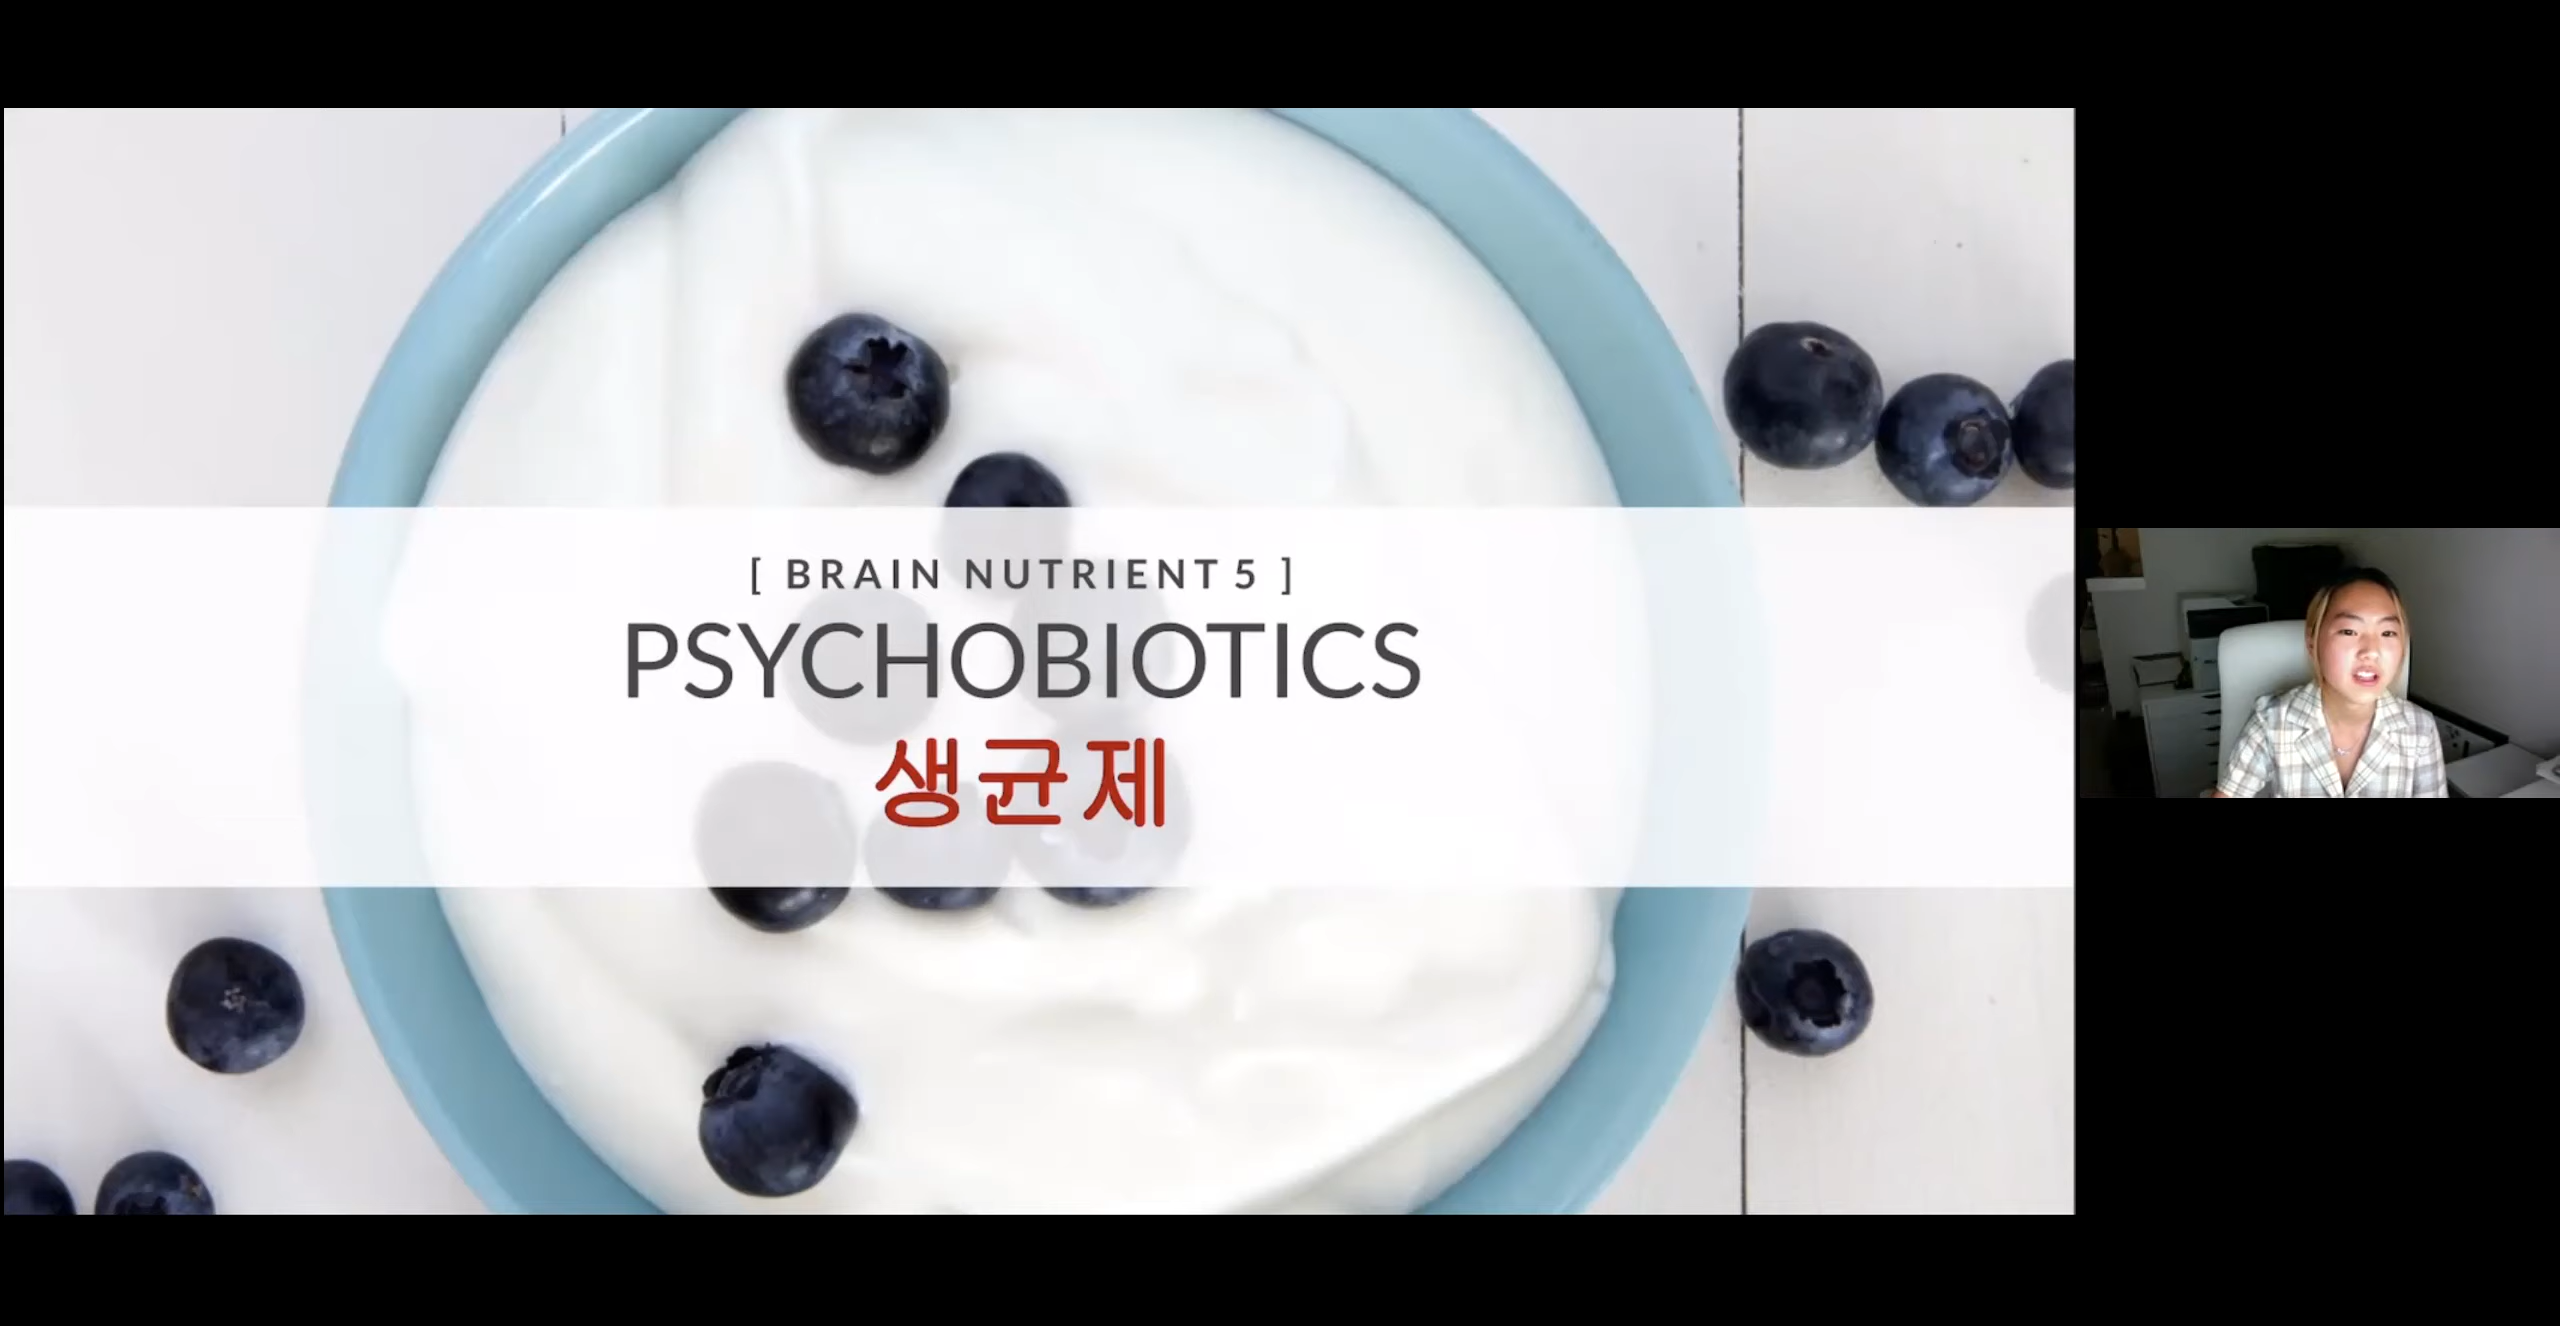 [ BRAIN NUTRIENT 5 ]
PSYCHOBIOTICS
생균제